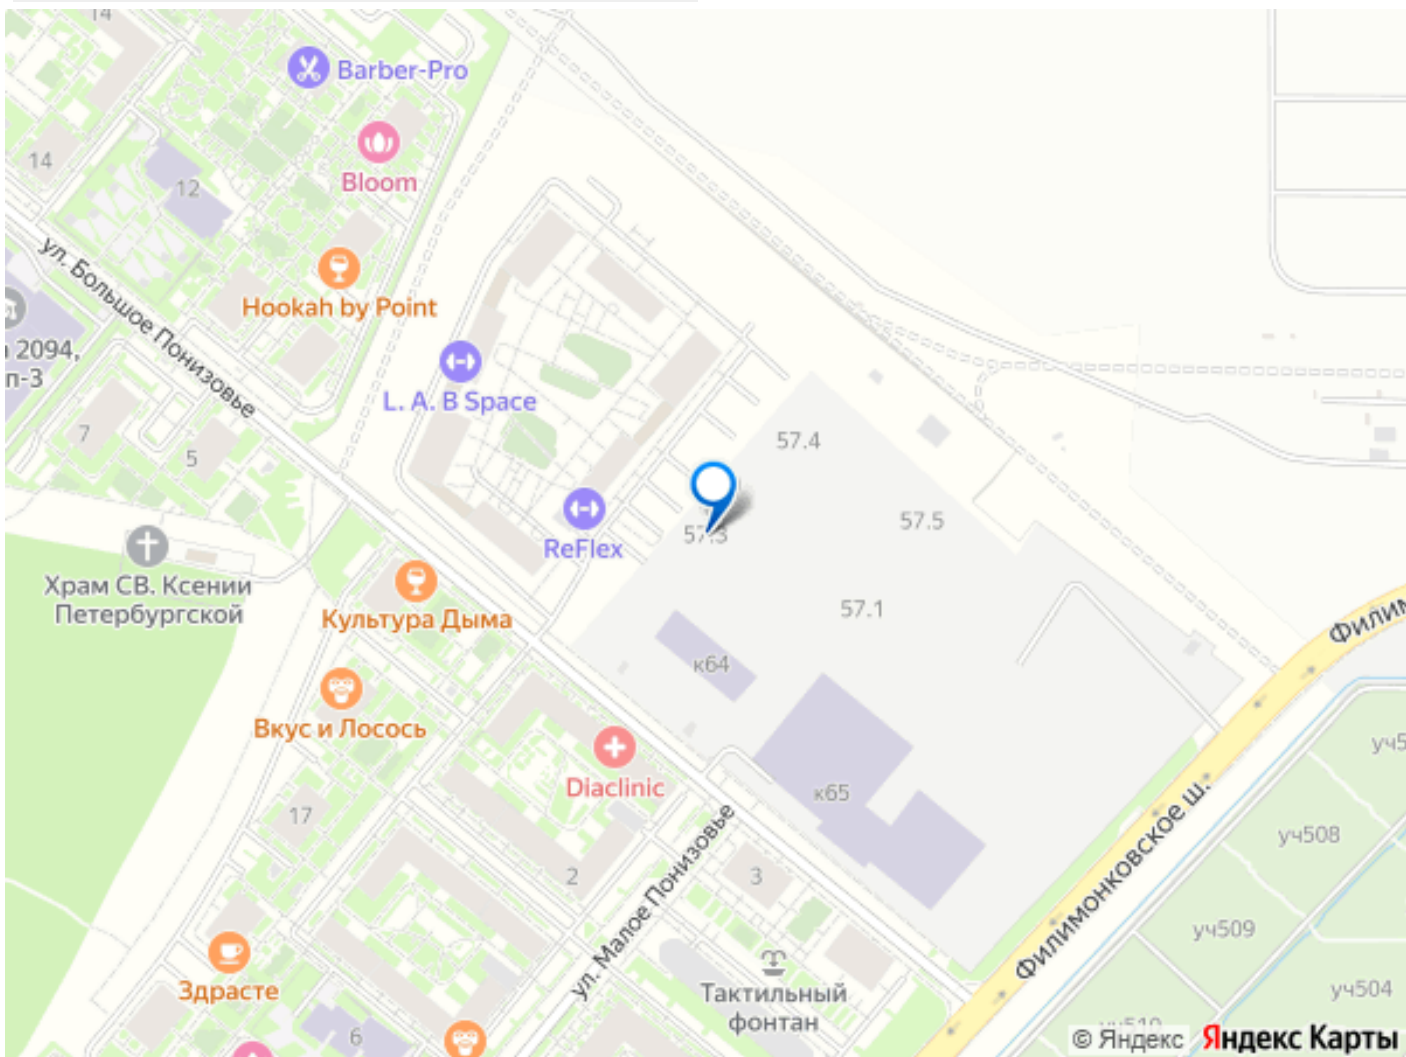 14
Barber-Pro
14
Bloom
12
ул. Большое Понизовье
Hookah by Point
2094,
п-3
L. A. B Space
7
5
57.4
57.3
57.5
ReFlex
Храм СВ. Ксении
Петербургской
Культура Дыма
57.1
к64
Вкус и Лосось
Diaclinic
к65
17
2
3
ул. Малое Понизовье
Филимонковское ш.
уч508
уч509
уч504
Здрасте
Тактильный
фонтан
6
© Яндекс
Яндекс Карты